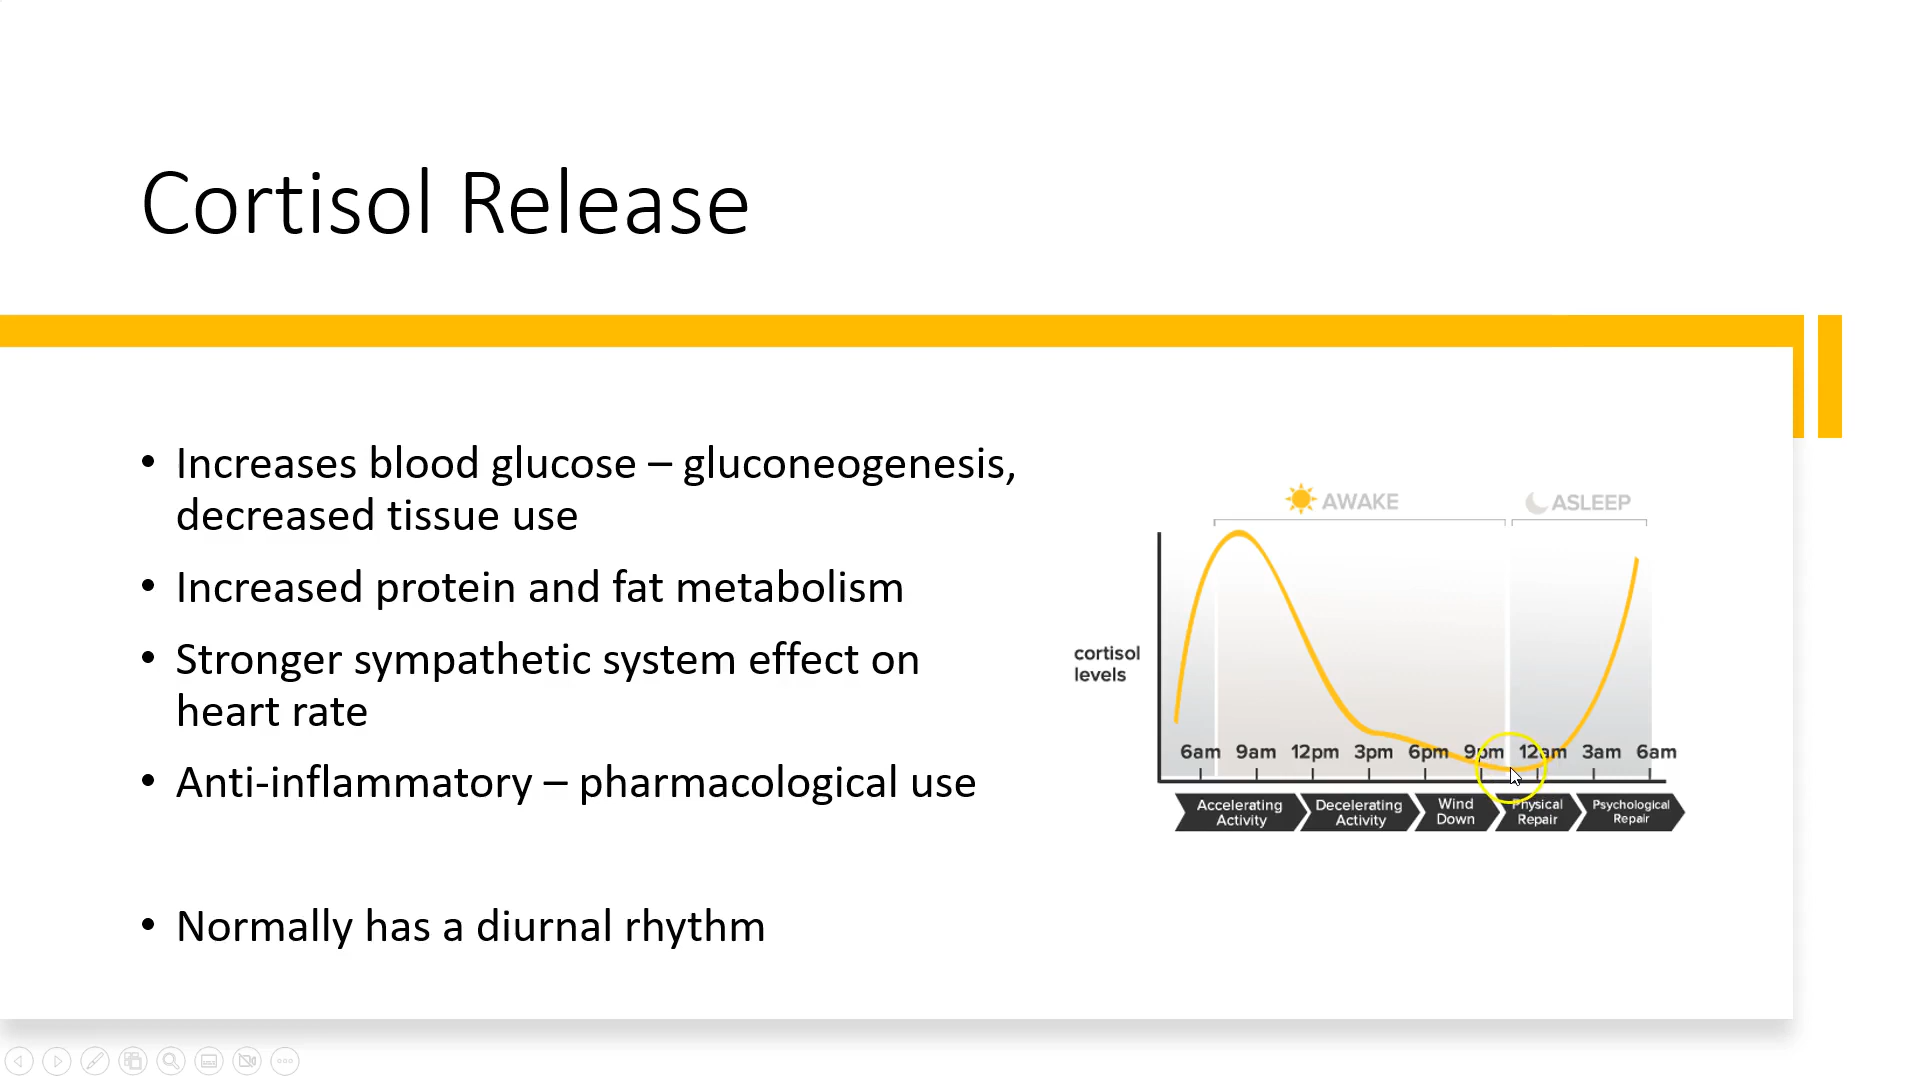 Cortisol Release
• Increases blood glucose – gluconeogenesis,
decreased tissue use
• Increased protein and fat metabolism
• Stronger sympathetic system effect on
heart rate
• Anti-inflammatory – pharmacological use
• Normally has a diurnal rhythm
AWAKE ASLEEP
cortisol
levels
6am 9am 12pm 3pm 6pm 9pm 12am 3am 6am
Accelerating
Activity
Decelerating
Activity
Wind
Down
Physical
Repair
Psychological
Repair